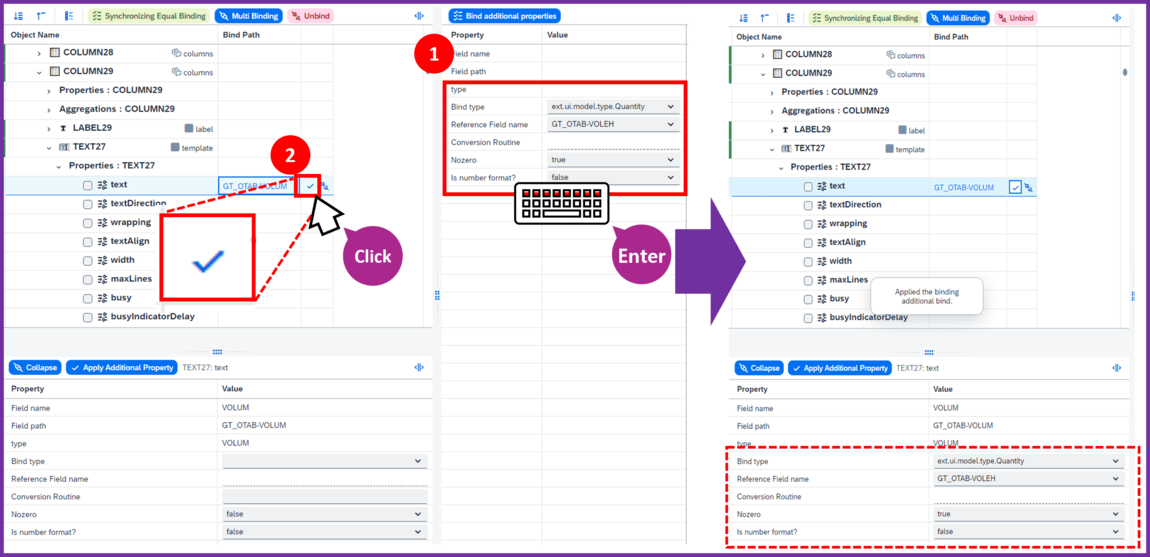 Synchronizing Equal Binding
Multi Binding
Unbind
Object Name
Bind Path
COLUMN28
columns
COLUMN29
columns
Properties : COLUMN29
Aggregations : COLUMN29
LABEL29
label
TEXT27
template
Properties : TEXT27
text
GT_OTAB-VOLUM
textDirection
wrapping
textAlign
width
maxLines
busy
busyIndicatorDelay
2
Click
Collapse
Apply Additional Property
TEXT27: text
Property
Value
Field name
VOLUM
Field path
GT_OTAB-VOLUM
type
VOLUM
Bind type
Reference Field name
Conversion Routine
Nozero
false
Is number format?
false
Bind additional properties
Property
Value
1
Field name
Field path
type
Bind type
ext.ui.model.type.Quantity
Reference Field name
GT_OTAB-VOLEH
Conversion Routine
Nozero
true
Is number format?
false
Enter
Synchronizing Equal Binding
Multi Binding
Unbind
Object Name
Bind Path
COLUMN28
columns
COLUMN29
columns
Properties : COLUMN29
Aggregations : COLUMN29
LABEL29
label
TEXT27
template
Properties : TEXT27
text
GT_OTAB-VOLUM
textDirection
wrapping
textAlign
width
maxLines
busy
busyIndicatorDelay
Applied the binding
additional bind.
Collapse
Apply Additional Property
TEXT27: text
Property
Value
Field name
VOLUM
Field path
GT_OTAB-VOLUM
type
VOLUM
Bind type
ext.ui.model.type.Quantity
Reference Field name
GT_OTAB-VOLEH
Conversion Routine
Nozero
true
Is number format?
false